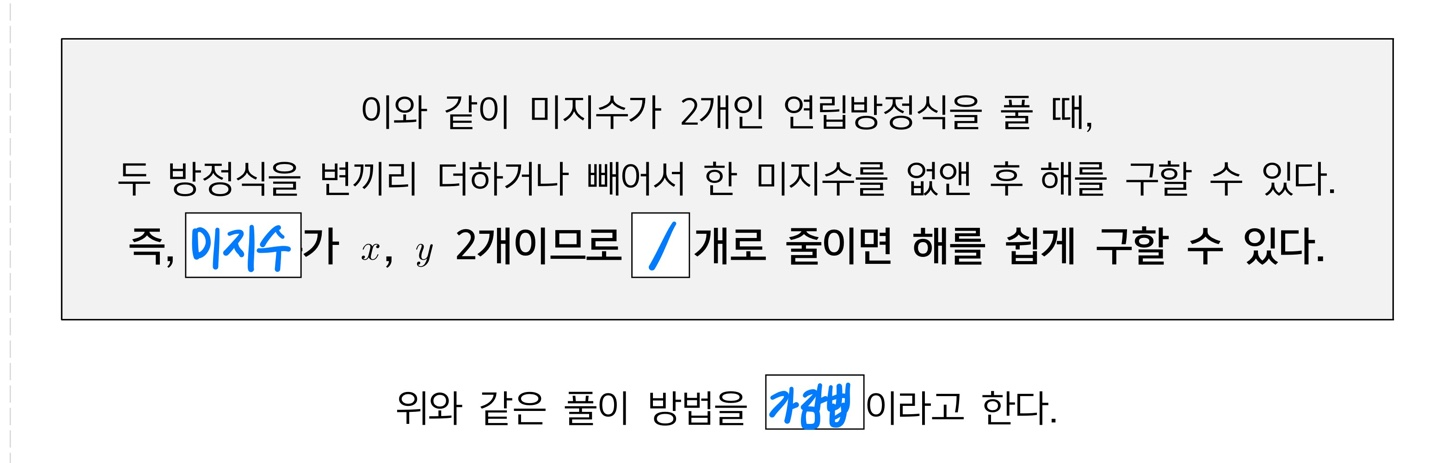 이와 같이 미지수가 2개인 연립방정식을 풀 때,
두 방정식을 변끼리 더하거나 빼어서 한 미지수를 없앤 후 해를 구할 수 있다.
즉, 미지수가 x, y 2개이므로 1개로 줄이면 해를 쉽게 구할 수 있다.
위와 같은 풀이 방법을 가감법이라고 한다.